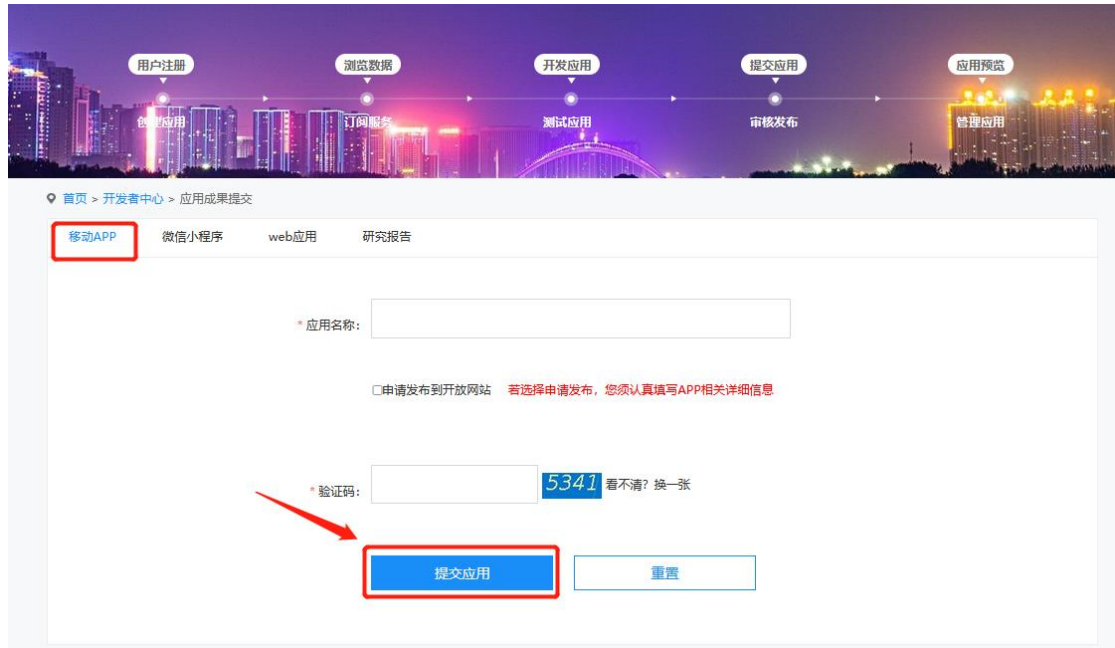 用户注册 浏览数据 开发应用 提交应用 应用预览
创建应用 订阅服务 测试应用 审核发布 管理应用
首页 > 开发者中心 > 应用成果提交
移动APP 微信小程序 web应用 研究报告
* 应用名称：
申请发布到开放网站 若选择申请发布，您须认真填写APP相关详细信息
* 验证码： 5341 看不清？换一张
提交应用 重置